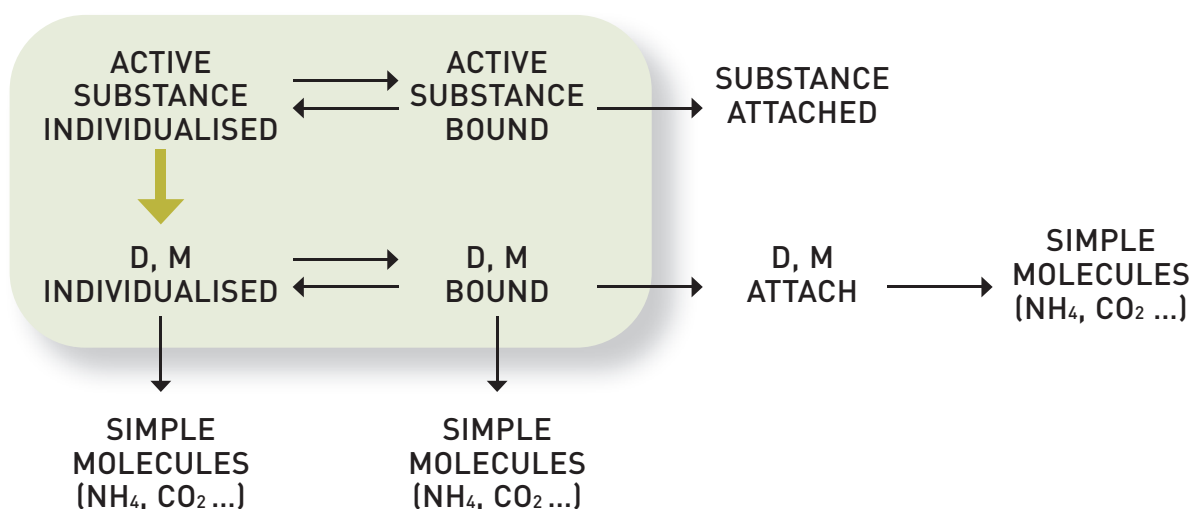 ACTIVE
SUBSTANCE
INDIVIDUALISED
ACTIVE
SUBSTANCE
BOUND
SUBSTANCE
ATTACHED
D, M
INDIVIDUALISED
D, M
BOUND
D, M
ATTACH
SIMPLE
MOLECULES
(NH₄, CO₂ ...)
SIMPLE
MOLECULES
(NH₄, CO₂ ...)
SIMPLE
MOLECULES
(NH₄, CO₂ ...)